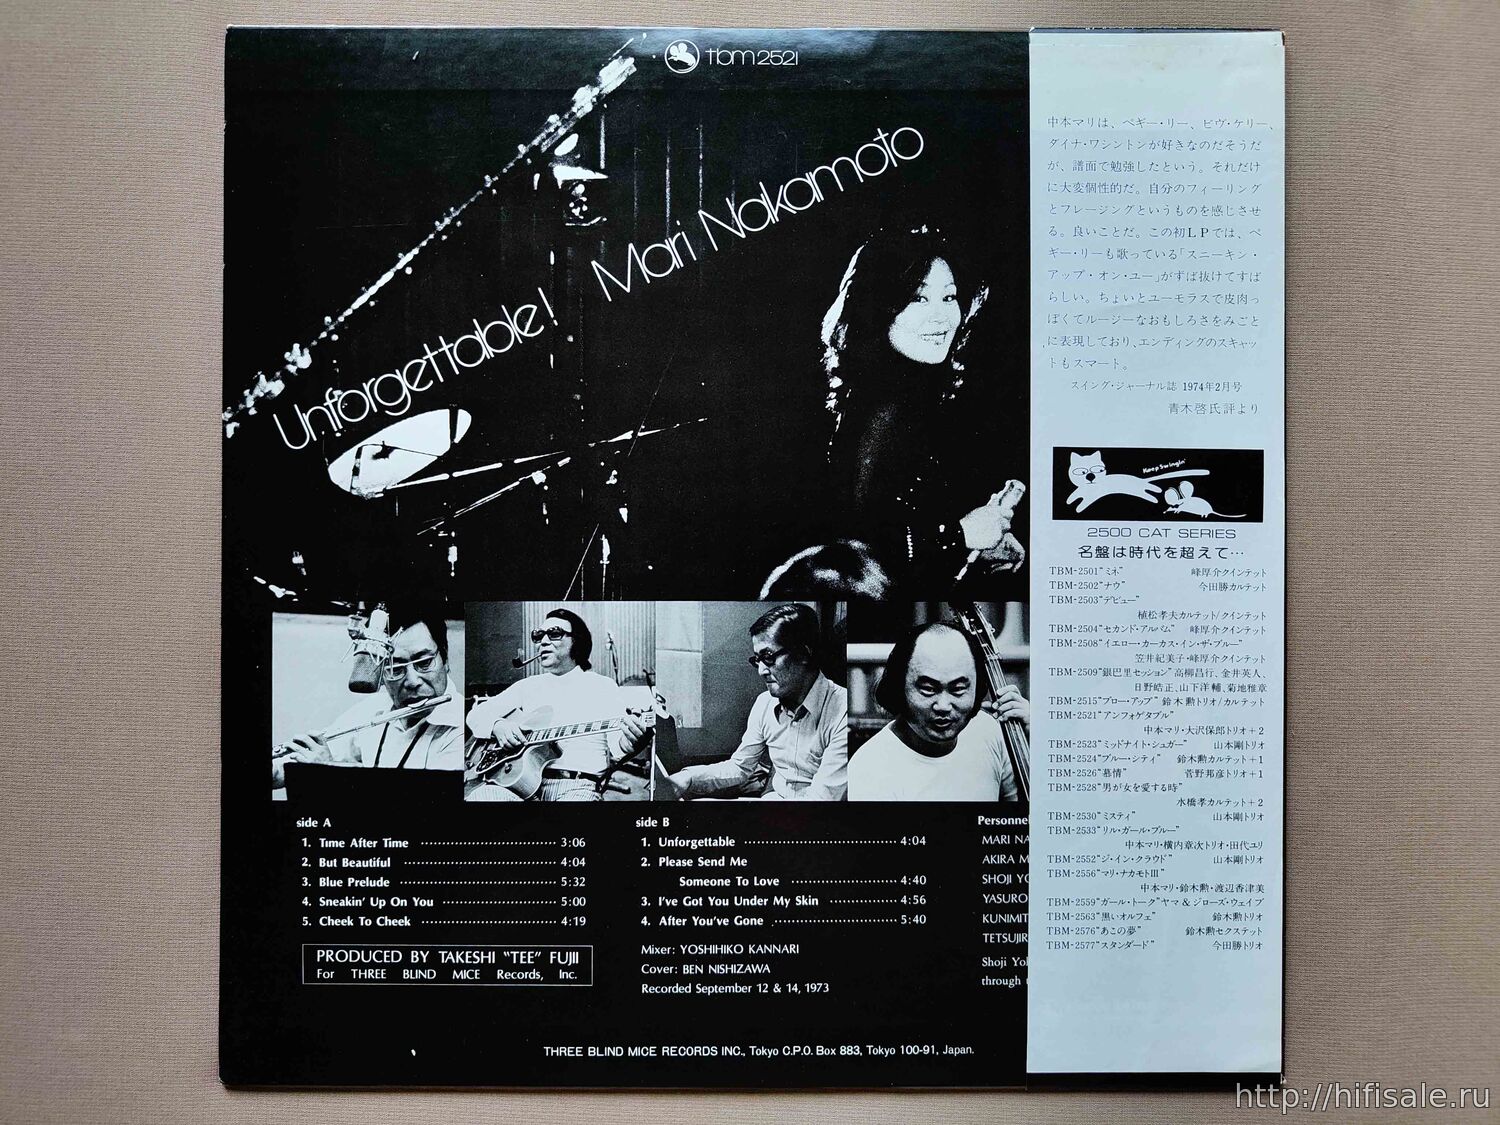 tbm 2521
Unforgettable! Mari Nakamoto
side A
1. Time After Time 3:06
2. But Beautiful 4:04
3. Blue Prelude 5:32
4. Sneakin' Up On You 5:00
5. Cheek To Cheek 4:19
PRODUCED BY TAKESHI "TEE" FUJII
For THREE BLIND MICE Records, Inc.
side B
1. Unforgettable 4:04
2. Please Send Me
Someone To Love 4:40
3. I've Got You Under My Skin 4:56
4. After You've Gone 5:40
Mixer: YOSHIHIKO KANNARI
Cover: BEN NISHIZAWA
Recorded September 12 & 14, 1973
Personnel
MARI NA
AKIRA M
SHOJI YO
YASURO
KUNIMIT
TETSUJIR
Shoji Yo
through
THREE BLIND MICE RECORDS INC., Tokyo C.P.O. Box 883, Tokyo 100-91, Japan.
中本マリは、ペギー・リー、ビヴ・ケリー、
ダイナ・ワシントンが好きなのだそうだ
が、譜面で勉強したという。それだけ
に大変個性的だ。自分のフィーリング
とフレージングというものを感じさせ
る。良いことだ。この初LPでは、ペ
ギー・リーも歌っている「スニーキン・
アップ・オン・ユー」がずば抜けてすば
らしい。ちょいとユーモラスで皮肉っ
ぽくてルージーなおもしろさをみごと
に表現しており、エンディングのスキャッ
トもスマート。
スイング・ジャーナル誌 1974年2月号
青木啓氏評より
Keep Swingin'
2500 CAT SERIES
名盤は時代を超えて…
TBM-2501"ミネ" 峰厚介クインテット
TBM-2502"ナウ" 今田勝カルテット
TBM-2503"デビュー"
植松孝夫カルテット/クインテット
TBM-2504"セカンド・アルバム" 峰厚介クインテット
TBM-2508"イエロー・カーカス・イン・ザ・ブルー"
笠井紀美子・峰厚介クインテット
TBM-2509"銀巴里セッション"高柳昌行、金井英人、
日野皓正、山下洋輔、菊地雅章
TBM-2515"ブロー・アップ" 鈴木勲トリオ/カルテット
TBM-2521"アンフォゲタブル"
中本マリ・大沢保郎トリオ+2
TBM-2523"ミッドナイト・シュガー" 山本剛トリオ
TBM-2524"ブルー・シティ" 鈴木勲カルテット+1
TBM-2526"慕情" 菅野邦彦トリオ+1
TBM-2528"男が女を愛する時"
水橋孝カルテット+2
TBM-2530"ミスティ" 山本剛トリオ
TBM-2533"リル・ガール・ブルー"
中本マリ・横内章次トリオ・田代ユリ
TBM-2552"ジ・イン・クラウド" 山本剛トリオ
TBM-2556"マリ・ナカモトIII"
中本マリ・鈴木勲・渡辺香津美
TBM-2559"ガール・トーク"ヤマ&ジローズ・ウェイブ
TBM-2563"黒いオルフェ" 鈴木勲トリオ
TBM-2576"あこの夢" 鈴木勲セクステット
TBM-2577"スタンダード" 今田勝トリオ
http://hifisale.ru